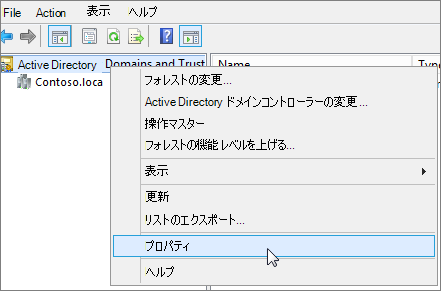 File Action 表示 ヘルプ
Active Directory Domains and Trust Name Type
Contoso.loca
フォレストの変更...
Active Directory ドメインコントローラーの変更...
操作マスター
フォレストの機能レベルを上げる...
表示
更新
リストのエクスポート...
プロパティ
ヘルプ